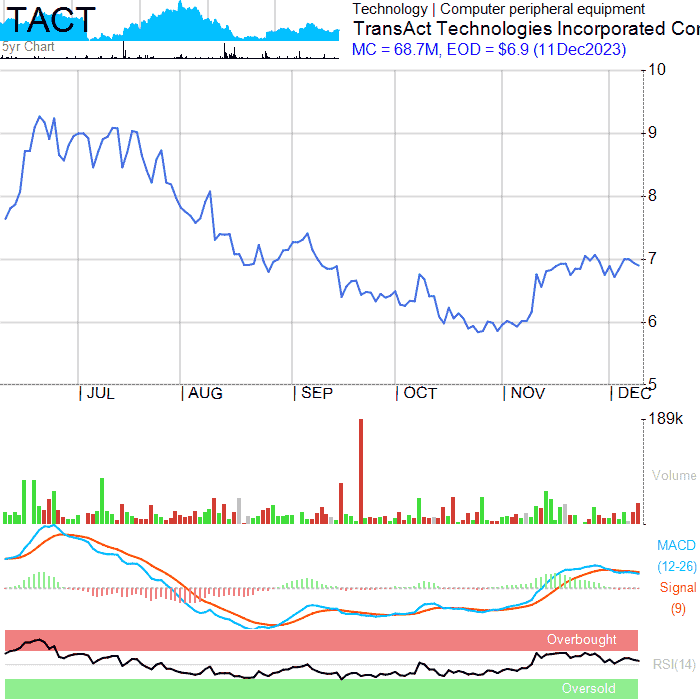 TACT
5yr Chart
Technology | Computer peripheral equipment
TransAct Technologies Incorporated Cor
MC = 68.7M, EOD = $6.9 (11Dec2023)
10
9
8
7
6
5
JUL
AUG
SEP
OCT
NOV
DEC
189k
Volume
MACD
(12-26)
Signal
(9)
Overbought
RSI(14)
Oversold